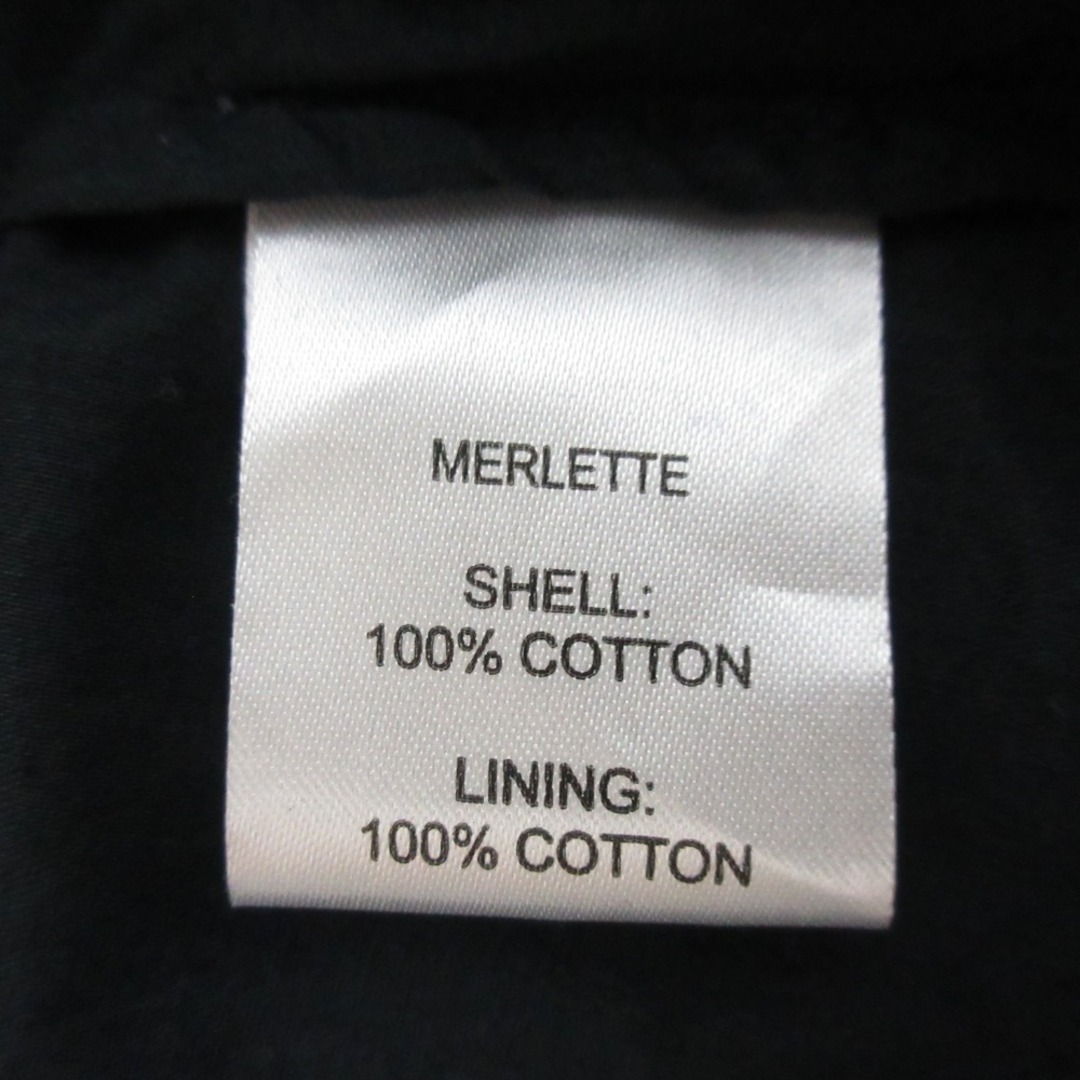 MERLETTE
SHELL:
100% COTTON
LINING:
100% COTTON